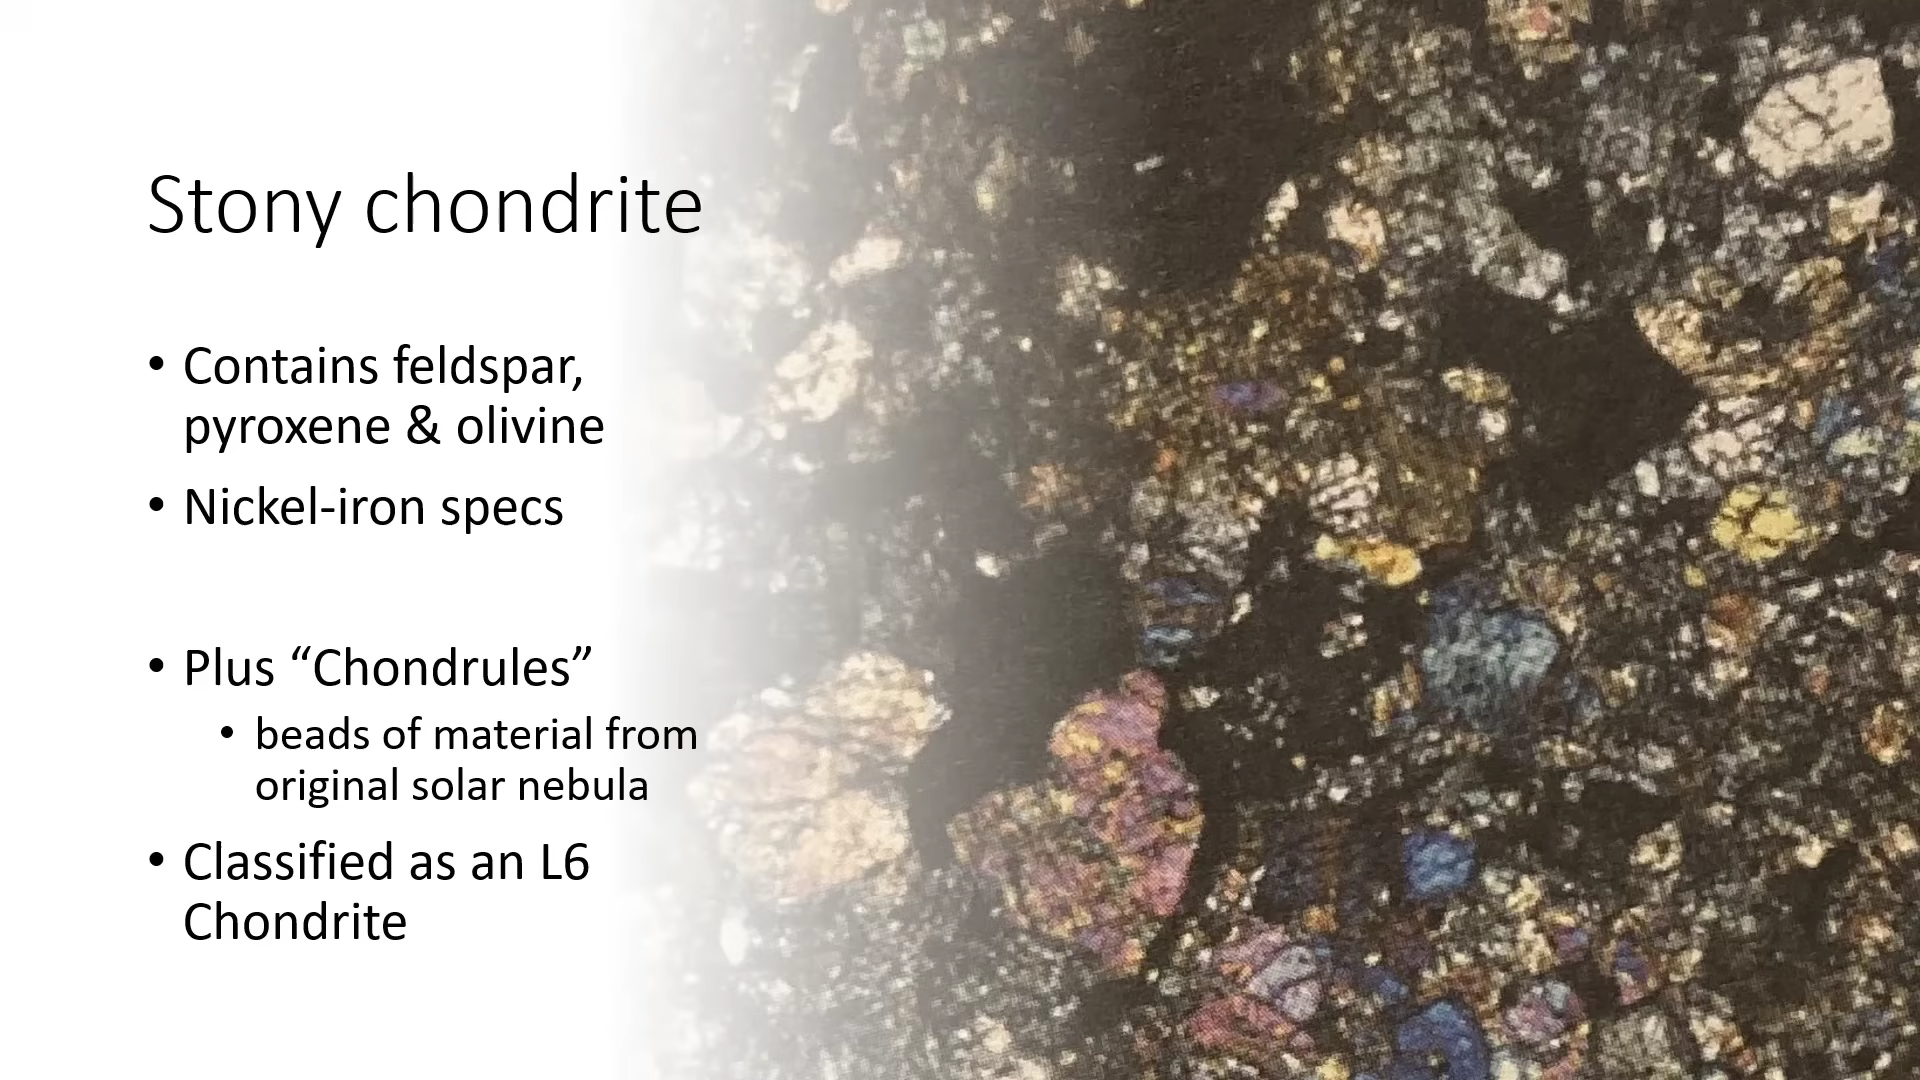 Stony chondrite
• Contains feldspar,
pyroxene & olivine
• Nickel-iron specs
• Plus “Chondrules”
• beads of material from
original solar nebula
• Classified as an L6
Chondrite